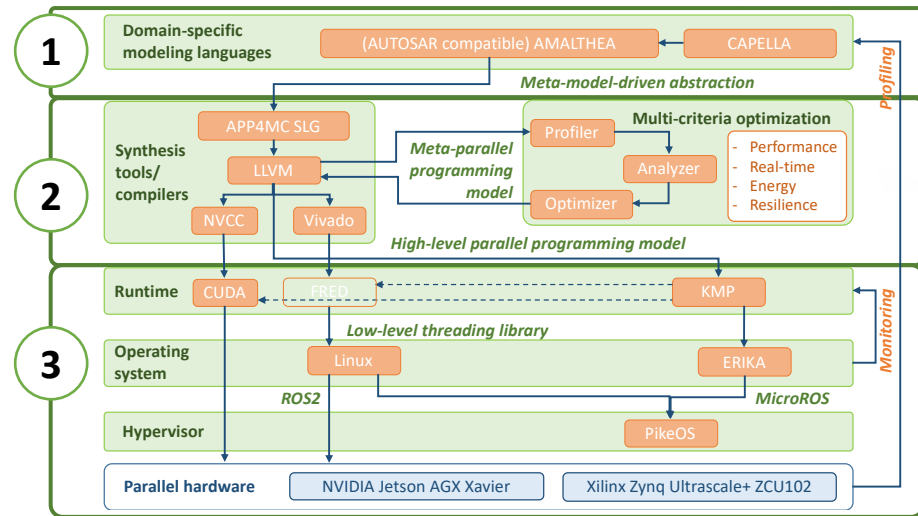 1
Domain-specific
modeling languages
(AUTOSAR compatible) AMALTHEA
CAPELLA
Meta-model-driven abstraction
Profiling
2
Synthesis
tools/
compilers
APP4MC SLG
LLVM
NVCC
Vivado
Meta-parallel
programming
model
Multi-criteria optimization
Profiler
Analyzer
Optimizer
- Performance
- Real-time
- Energy
- Resilience
High-level parallel programming model
3
Runtime
CUDA
FRED
KMP
Low-level threading library
Monitoring
Operating
system
Linux
ERIKA
ROS2
MicroROS
Hypervisor
PikeOS
Parallel hardware
NVIDIA Jetson AGX Xavier
Xilinx Zynq Ultrascale+ ZCU102